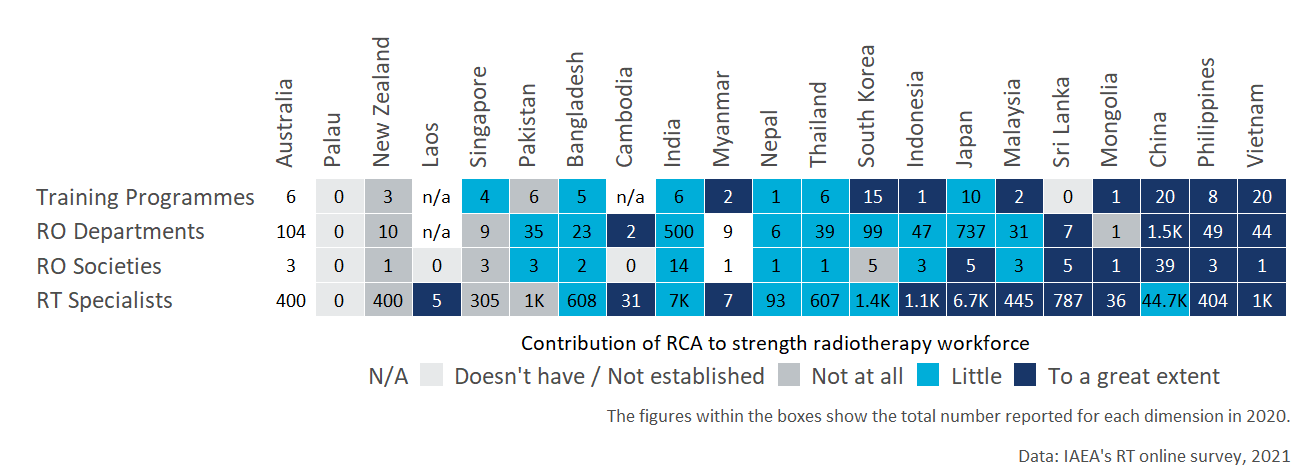 Australia Palau New Zealand Laos Singapore Pakistan Bangladesh Cambodia India Myanmar Nepal Thailand South Korea Indonesia Japan Malaysia Sri Lanka Mongolia China Philippines Vietnam
Training Programmes 6 0 3 n/a 4 6 5 n/a 6 2 1 6 15 1 10 2 0 1 20 8 20
RO Departments 104 0 10 n/a 9 35 23 2 500 9 6 39 99 47 737 31 7 1 1.5K 49 44
RO Societies 3 0 1 0 3 3 2 0 14 1 1 1 5 3 5 3 5 1 39 3 1
RT Specialists 400 0 400 5 305 1K 608 31 7K 7 93 607 1.4K 1.1K 6.7K 445 787 36 44.7K 404 1K
Contribution of RCA to strength radiotherapy workforce
N/A Doesn't have / Not established Not at all Little To a great extent
The figures within the boxes show the total number reported for each dimension in 2020.
Data: IAEA's RT online survey, 2021